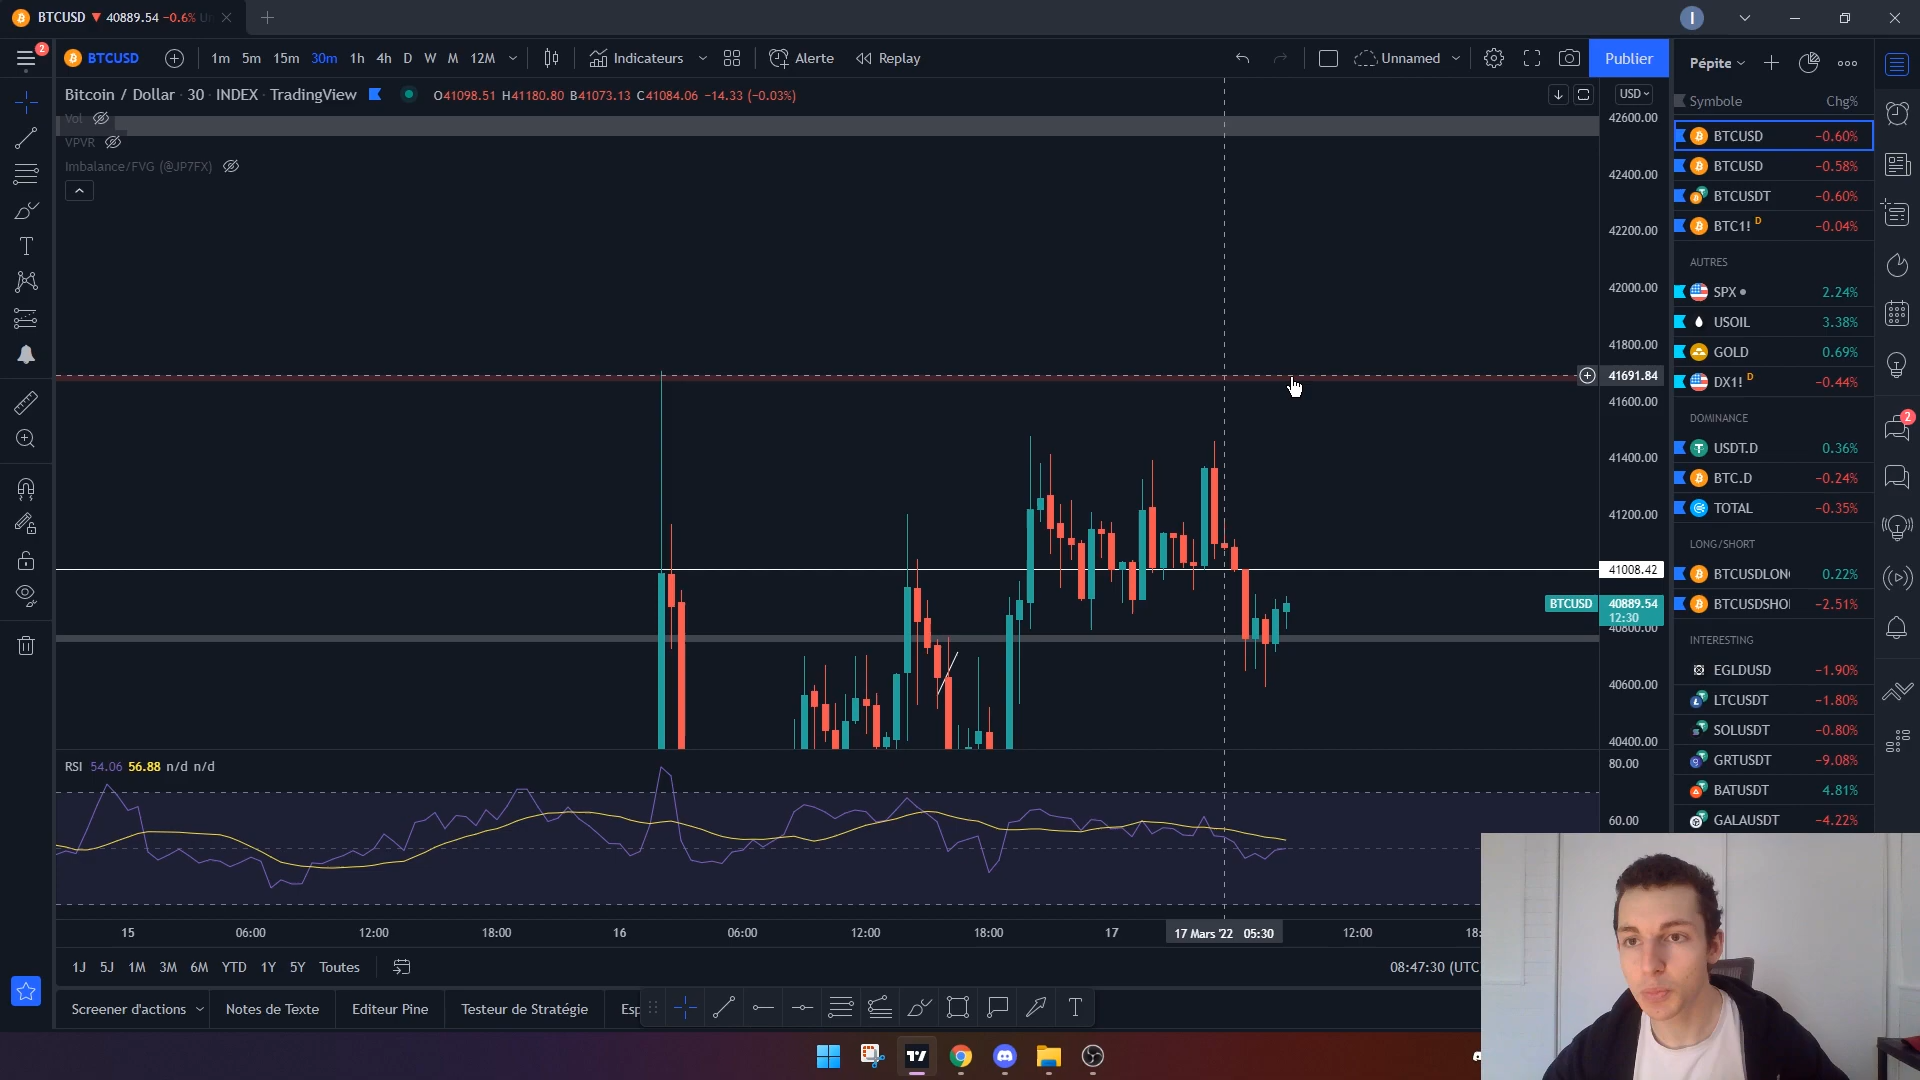 BTCUSD ▼ 40889.54 −0.6% Un
I
2
BTCUSD
1m 5m 15m 30m 1h 4h D W M 12M
Indicateurs
Alerte
Replay
Unnamed
Publier
Pépite
Bitcoin / Dollar · 30 · INDEX · TradingView
O41098.51 H41180.80 B41073.13 C41084.06 −14.33 (−0.03%)
USD
Vol
VPVR
Imbalance/FVG (@JP7FX)
42600.00
42400.00
42200.00
42000.00
41800.00
41691.84
41600.00
41400.00
41200.00
41008.42
BTCUSD 40889.54
12:30
40800.00
40600.00
40400.00
80.00
60.00
RSI 54.06 56.88 n/d n/d
15 06:00 12:00 18:00 16 06:00 12:00 18:00 17 17 Mars '22 05:30 12:00 18:
1J 5J 1M 3M 6M YTD 1Y 5Y Toutes
08:47:30 (UTC
Screener d'actions
Notes de Texte
Editeur Pine
Testeur de Stratégie
Esp
Symbole Chg%
BTCUSD −0.60%
BTCUSD −0.58%
BTCUSDT −0.60%
BTC1! D −0.04%
AUTRES
SPX 2.24%
USOIL 3.38%
GOLD 0.69%
DX1! D −0.44%
DOMINANCE
USDT.D 0.36%
BTC.D −0.24%
TOTAL −0.35%
LONG/SHORT
BTCUSDLON 0.22%
BTCUSDSHO −2.51%
INTERESTING
EGLDUSD −1.90%
LTCUSDT −1.80%
SOLUSDT −0.80%
GRTUSDT −9.08%
BATUSDT 4.81%
GALAUSDT −4.22%
2